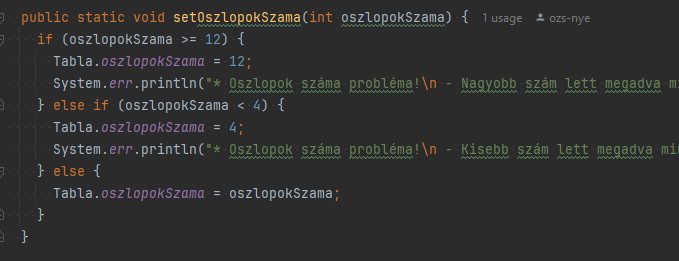 public static void setOszlopokSzama(int oszlopokSzama) { 1 usage ozs-nye
if (oszlopokSzama >= 12) {
Tabla.oszlopokSzama = 12;
System.err.println("* Oszlopok száma probléma!\n - Nagyobb szám lett megadva mi
} else if (oszlopokSzama < 4) {
Tabla.oszlopokSzama = 4;
System.err.println("* Oszlopok száma probléma!\n - Kisebb szám lett megadva min
} else {
Tabla.oszlopokSzama = oszlopokSzama;
}
}